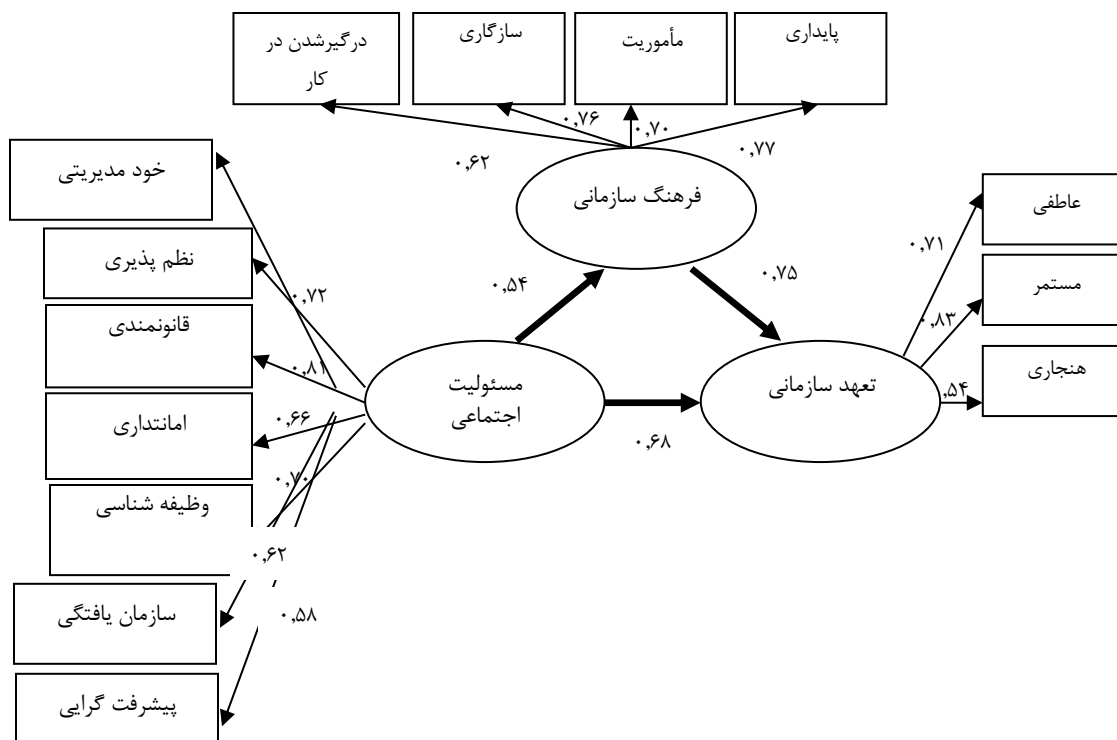 درگیرشدن در
کار
سازگاری
مأموریت
پایداری
۰٫۶۲
۰٫۷۶
۰٫۷۰
۰٫۷۷
فرهنگ سازمانی
خود مدیریتی
نظم پذیری
قانونمندی
امانتداری
وظیفه شناسی
سازمان یافتگی
پیشرفت گرایی
۰٫۷۲
۰٫۸۱
۰٫۶۶
۰٫۷۰
۰٫۶۲
۰٫۵۸
مسئولیت
اجتماعی
۰٫۵۴
۰٫۷۵
۰٫۶۸
تعهد سازمانی
۰٫۷۱
۰٫۸۳
٫۵۴
عاطفی
مستمر
هنجاری